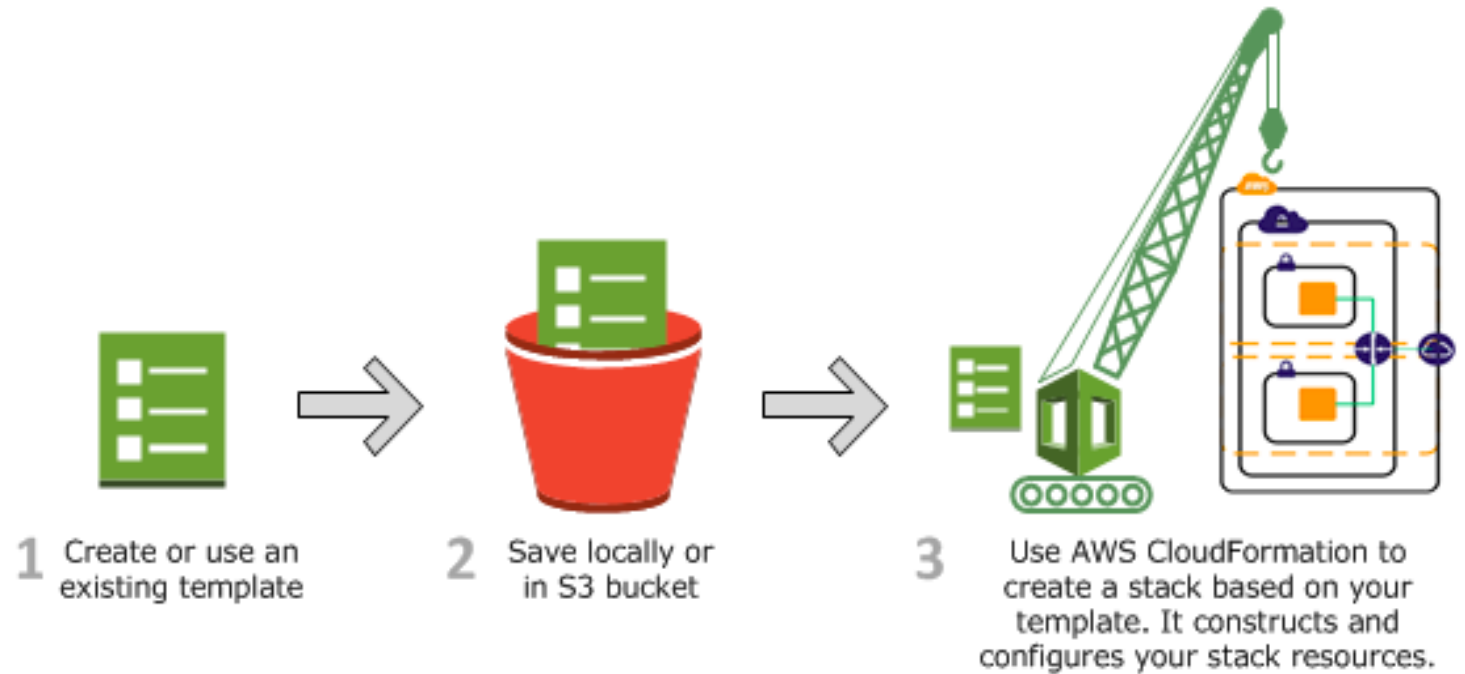 AWS
1
Create or use an
existing template
2
Save locally or
in S3 bucket
3
Use AWS CloudFormation to
create a stack based on your
template. It constructs and
configures your stack resources.